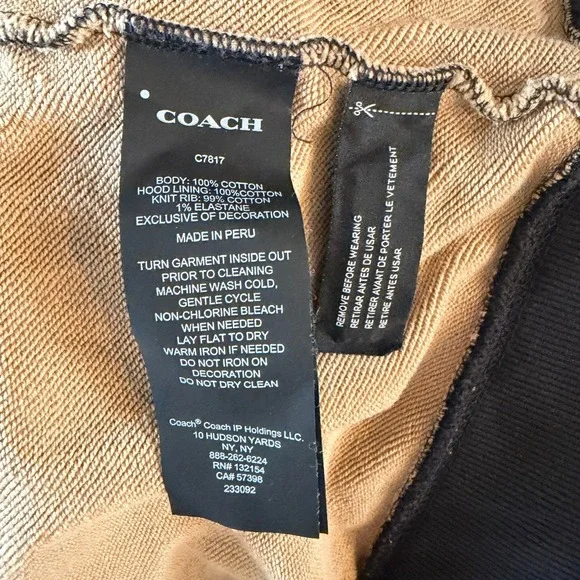 COACH
C7817
BODY: 100% COTTON
HOOD LINING: 100%COTTON
KNIT RIB: 99% COTTON
1% ELASTANE
EXCLUSIVE OF DECORATION
MADE IN PERU
TURN GARMENT INSIDE OUT
PRIOR TO CLEANING
MACHINE WASH COLD,
GENTLE CYCLE
NON-CHLORINE BLEACH
WHEN NEEDED
LAY FLAT TO DRY
WARM IRON IF NEEDED
DO NOT IRON ON
DECORATION
DO NOT DRY CLEAN
Coach® Coach IP Holdings LLC.
10 HUDSON YARDS
NY, NY
888-262-6224
RN# 132154
CA# 57398
233092
REMOVE BEFORE WEARING
RETIRAR ANTES DE USAR
RETIRER AVANT DE PORTER LE VETEMENT
RETIRE ANTES DE USAR